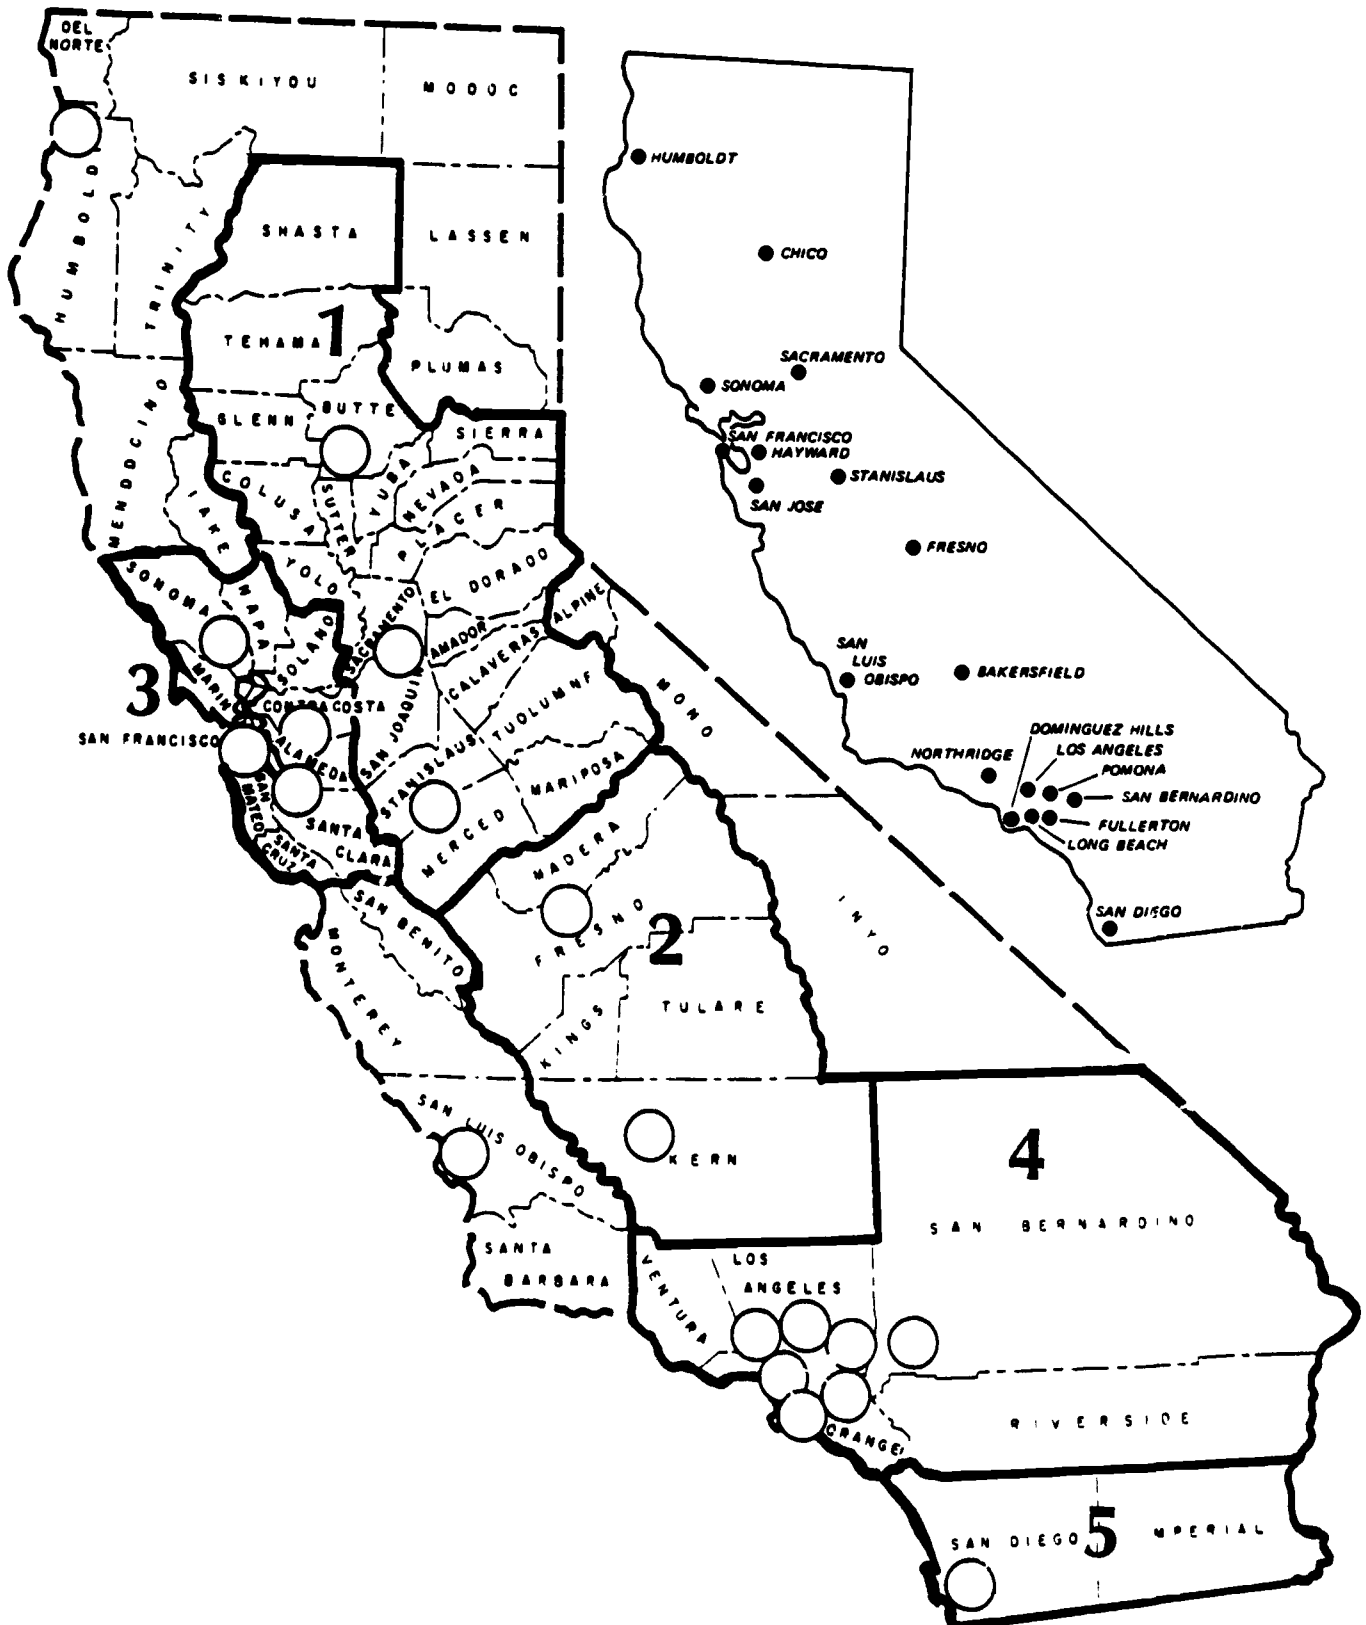 DEL
NORTE
SISKIYOU
MODOC
HUMBOLD
TRINITY
SHASTA
LASSEN
1
TEHAMA
PLUMAS
MENDOCINO
GLENN
BUTTE
SIERRA
COLUSA
SUTTER
YUBA
NEVADA
PLACER
LAKE
YOLO
EL DORADO
SONOMA
NAPA
SOLANO
SACRAMENTO
AMADOR
ALPINE
CALAVERAS
3
MARIN
CONTRA COSTA
SAN JOAQUIN
TUOLUMNE
MONO
SAN FRANCISCO
ALAMEDA
STANISLAUS
MARIPOSA
SAN
MATEO
SANTA
CLARA
SANTA
CRUZ
MERCED
MADERA
SAN BENITO
MONTEREY
FRESNO
2
INYO
KINGS
TULARE
SAN LUIS OBISPO
KERN
4
SAN BERNARDINO
SANTA
BARBARA
VENTURA
LOS
ANGELES
ORANGE
RIVERSIDE
SAN DIEGO
5
MPERIAL
HUMBOLDT
CHICO
SACRAMENTO
SONOMA
SAN FRANCISCO
HAYWARD
STANISLAUS
SAN JOSE
FRESNO
SAN
LUIS
OBISPO
BAKERSFIELD
DOMINGUEZ HILLS
NORTHRIDGE
LOS ANGELES
POMONA
SAN BERNARDINO
FULLERTON
LONG BEACH
SAN DIEGO